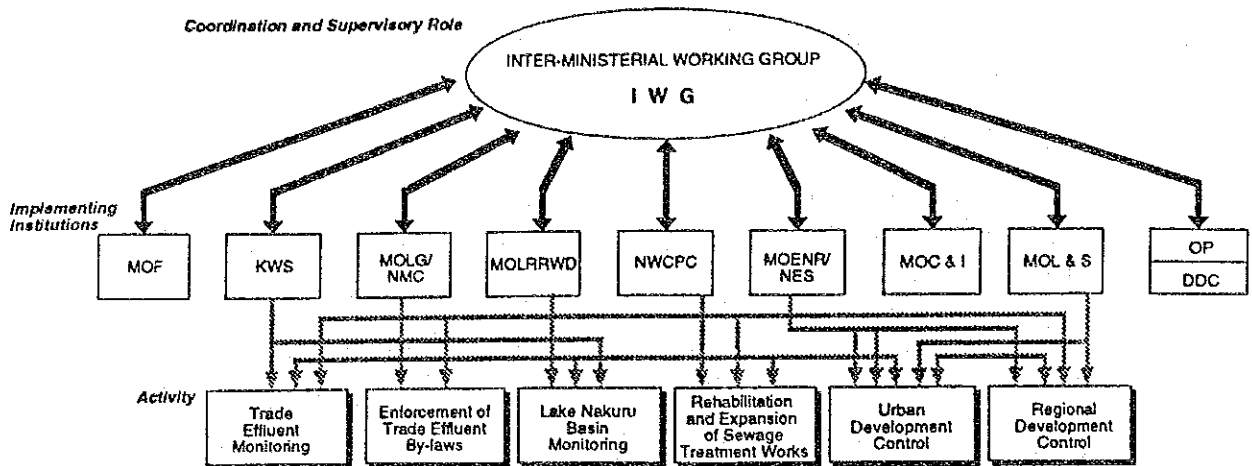 Coordination and Supervisory Role
INTER-MINISTERIAL WORKING GROUP
I W G
Implementing
Institutions
MOF
KWS
MOLG/
NMC
MOLRRWD
NWCPC
MOENR/
NES
MOC & I
MOL & S
OP
DDC
Activity
Trade
Effluent
Monitoring
Enforcement of
Trade Effluent
By-laws
Lake Nakuru
Basin
Monitoring
Rehabilitation
and Expansion
of Sewage
Treatment Works
Urban
Development
Control
Regional
Development
Control